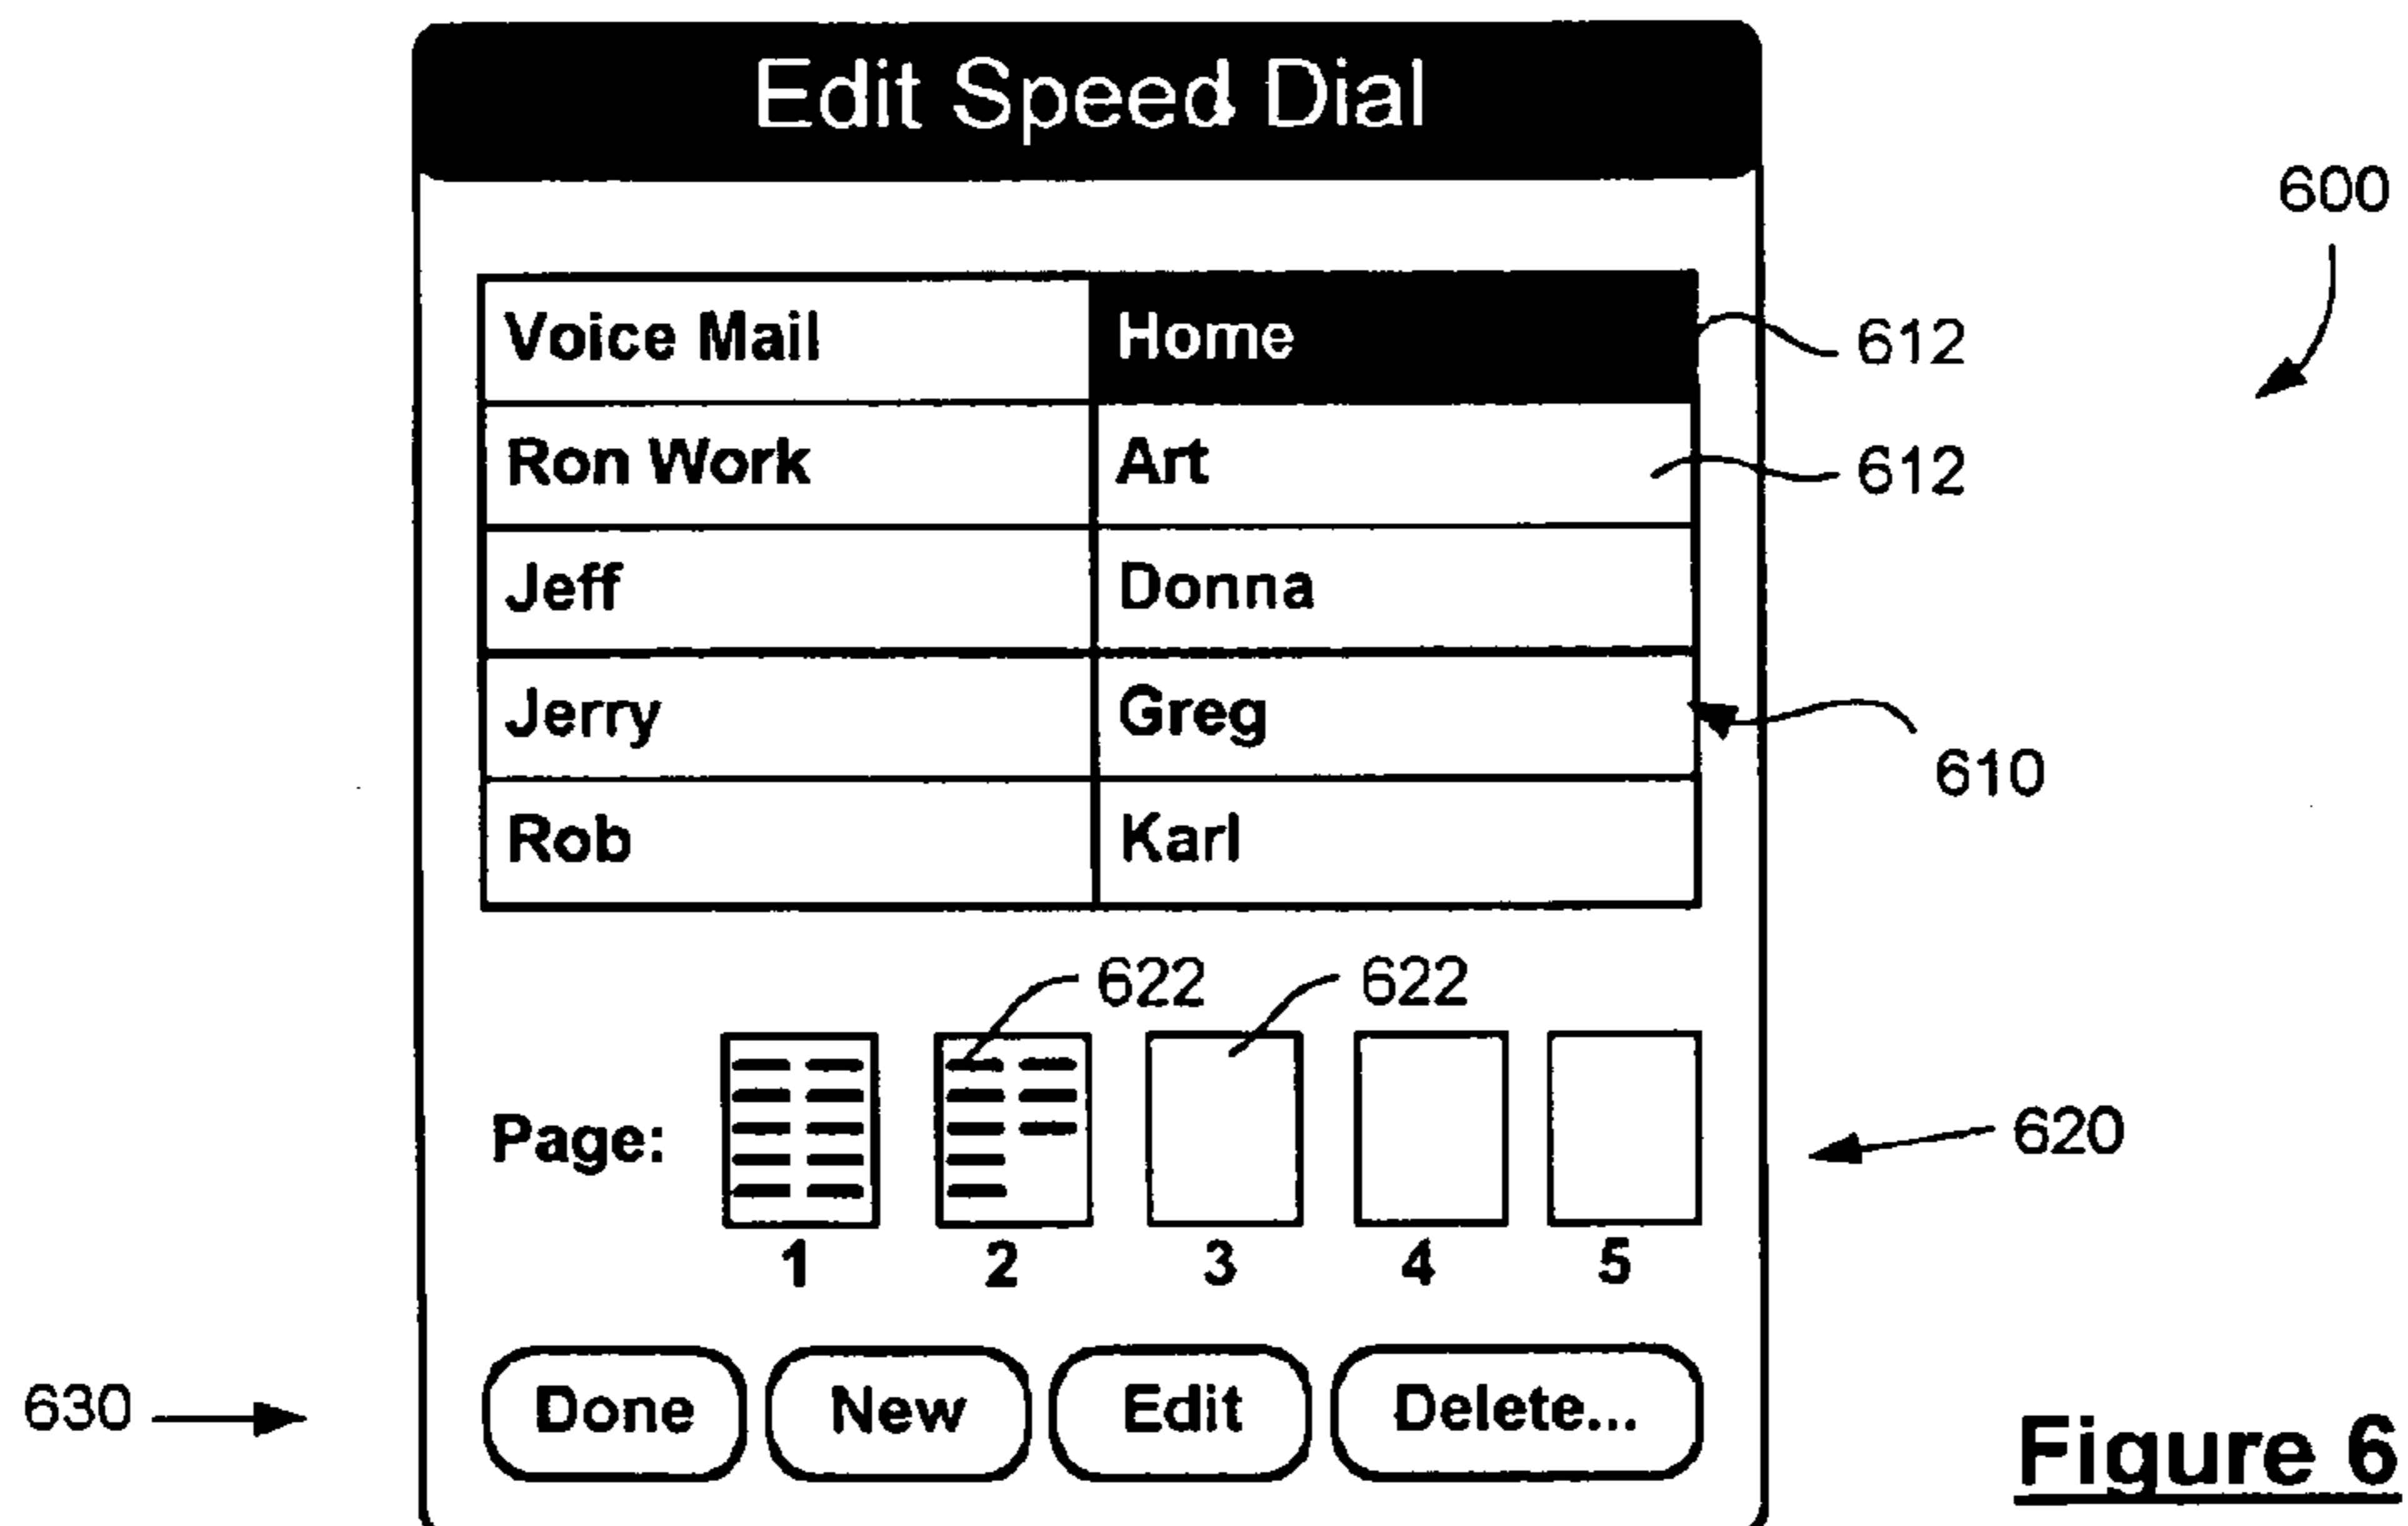 Edit Speed Dial
600
Voice Mail Home 612
Ron Work Art 612
Jeff Donna
Jerry Greg
610
Rob Karl
622 622
Page:
620
1 2 3 4 5
630 Done New Edit Delete...
Figure 6